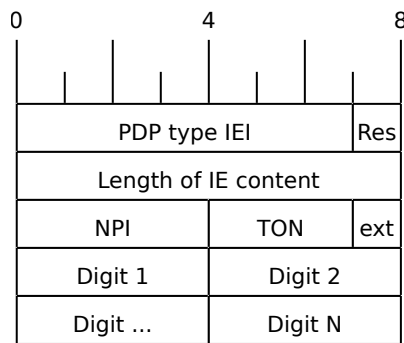 0 4 8
PDP type IEI Res
Length of IE content
NPI TON ext
Digit 1 Digit 2
Digit ... Digit N